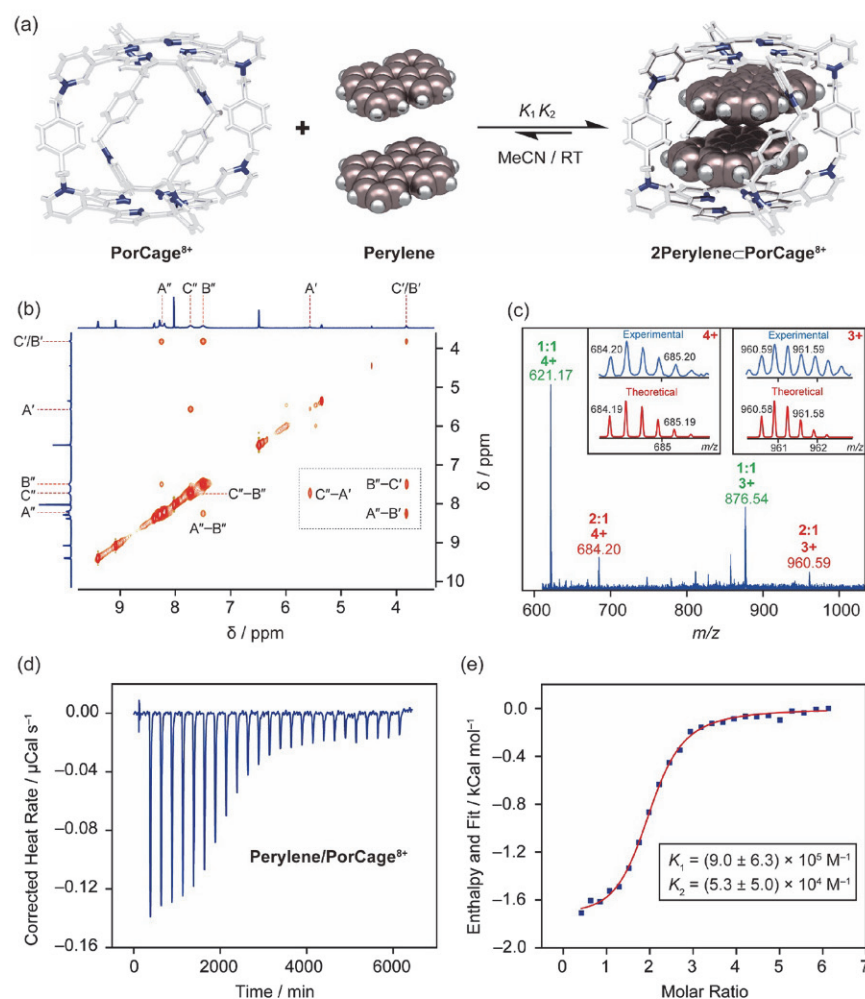 (a)
K₁ K₂
MeCN / RT
PorCage⁸⁺
Perylene
2Perylene⊂PorCage⁸⁺
(b)
A″ C″ B″ A′ C′/B′
C′/B′
A′
B″
C″
A″
C″–A′
B″–C′
A″–B′
C″–B″
A″–B″
4
5
6
7
8
9
10
δ / ppm
9 8 7 6 5 4
δ / ppm
(c)
1:1
4+
621.17
2:1
4+
684.20
1:1
3+
876.54
2:1
3+
960.59
Experimental 4+
684.20
685.20
Theoretical
684.19
685.19
685 m/z
Experimental 3+
960.59 961.59
Theoretical
960.58 961.58
961 962 m/z
600 700 800 900 1000
m/z
(d)
0.00
–0.04
–0.08
–0.12
–0.16
Corrected Heat Rate / µCal s⁻¹
Perylene/PorCage⁸⁺
0 2000 4000 6000
Time / min
(e)
0.0
–0.4
–0.8
–1.2
–1.6
–2.0
Enthalpy and Fit / kCal mol⁻¹
K₁ = (9.0 ± 6.3) × 10⁵ M⁻¹
K₂ = (5.3 ± 5.0) × 10⁴ M⁻¹
0 1 2 3 4 5 6 7
Molar Ratio